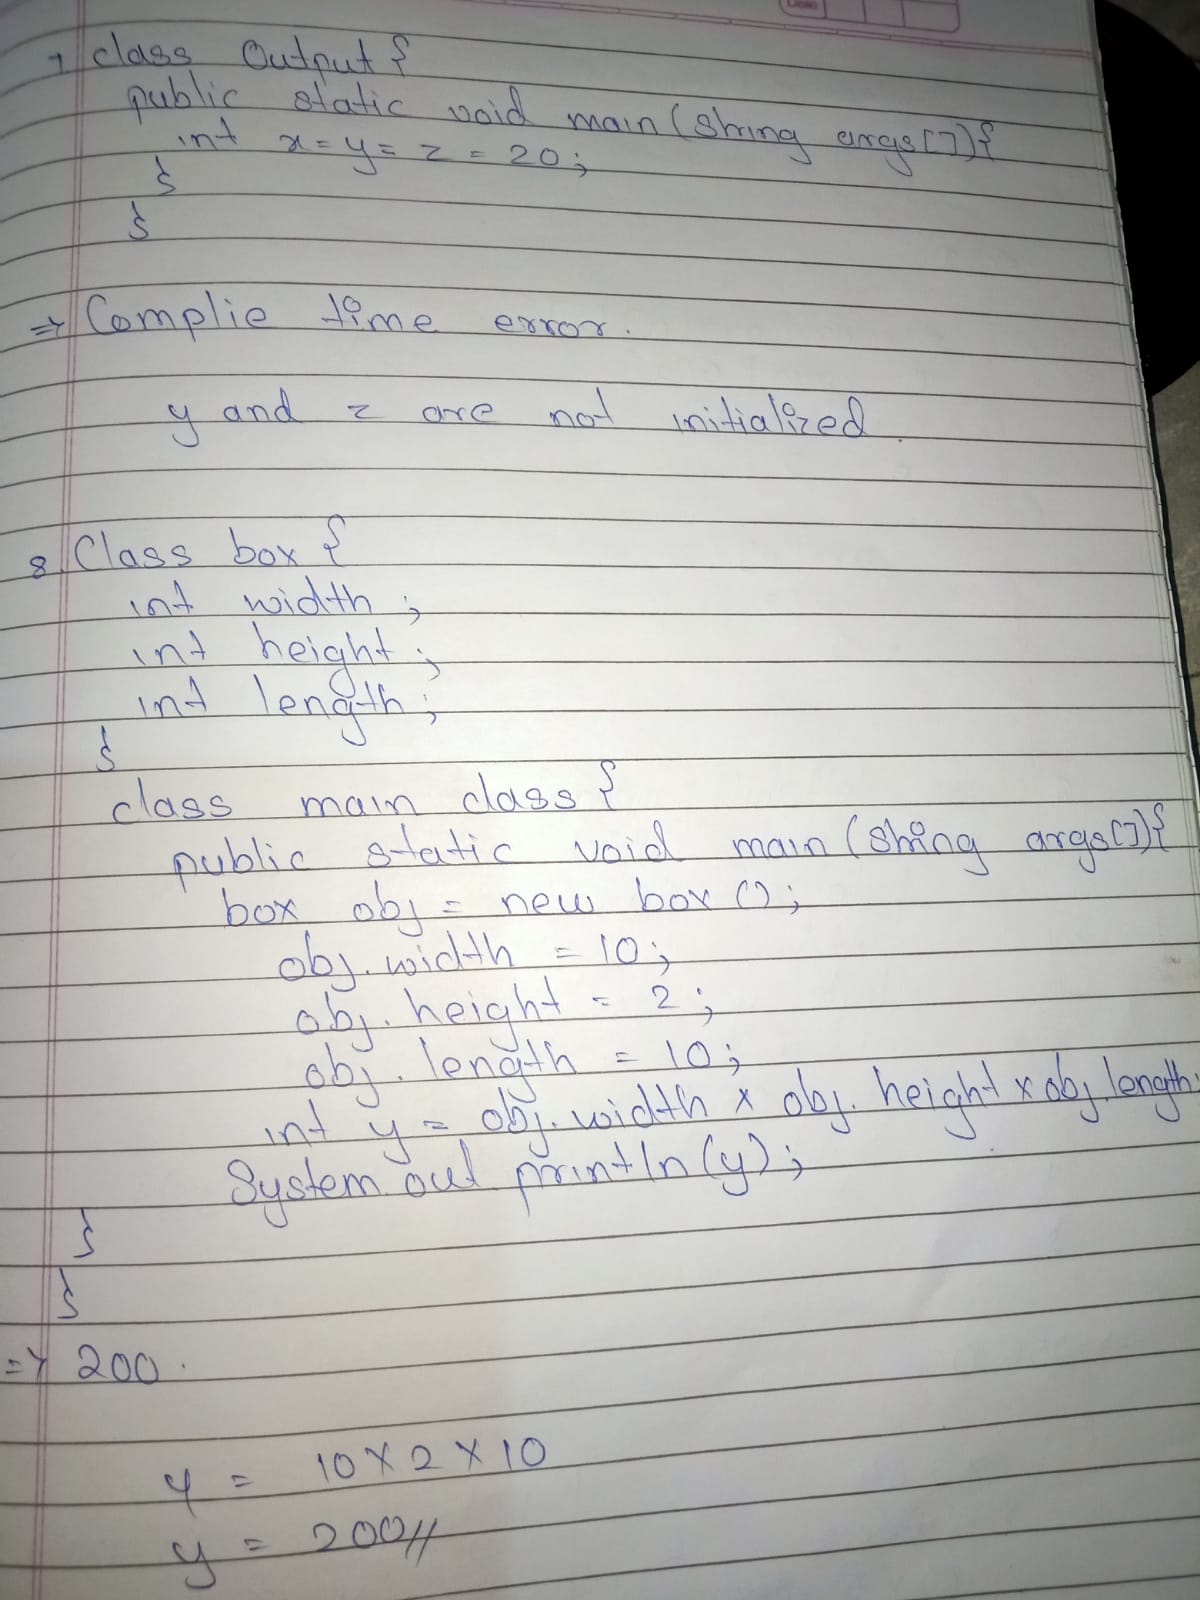 7 class Output {
public static void main (String args[]){
int x = y = z = 20;
}
}
=> Complie time error.
y and z are not initialized.
8. Class box {
int width;
int height;
int length;
}
class main class {
public static void main (String args[]){
box obj = new box ();
obj. width = 10;
obj. height = 2;
obj. length = 10;
int y = obj. width x obj. height x obj length;
System. out println (y);
}
}
=> 200.
y = 10 x 2 x 10
y = 200//